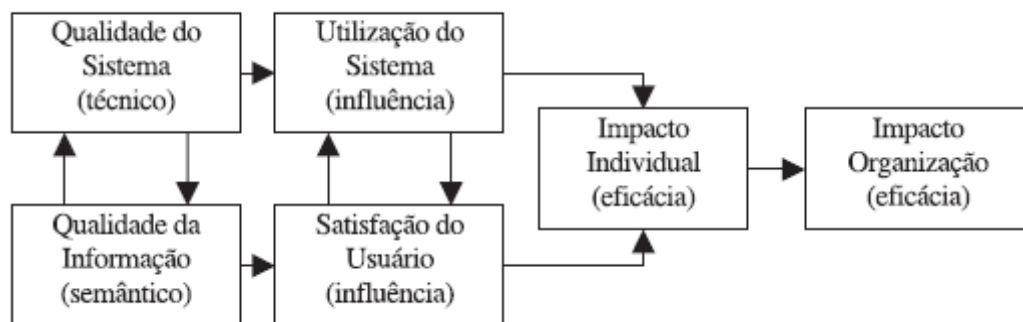 Qualidade do
Sistema
(técnico)
Utilização do
Sistema
(influência)
Impacto
Individual
(eficácia)
Impacto
Organização
(eficácia)
Qualidade da
Informação
(semântico)
Satisfação do
Usuário
(influência)